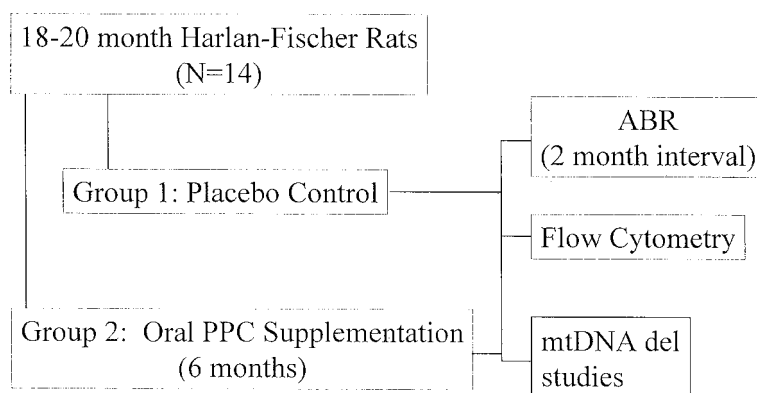 18-20 month Harlan-Fischer Rats
(N=14)
Group 1: Placebo Control
Group 2: Oral PPC Supplementation
(6 months)
ABR
(2 month interval)
Flow Cytometry
mtDNA del
studies